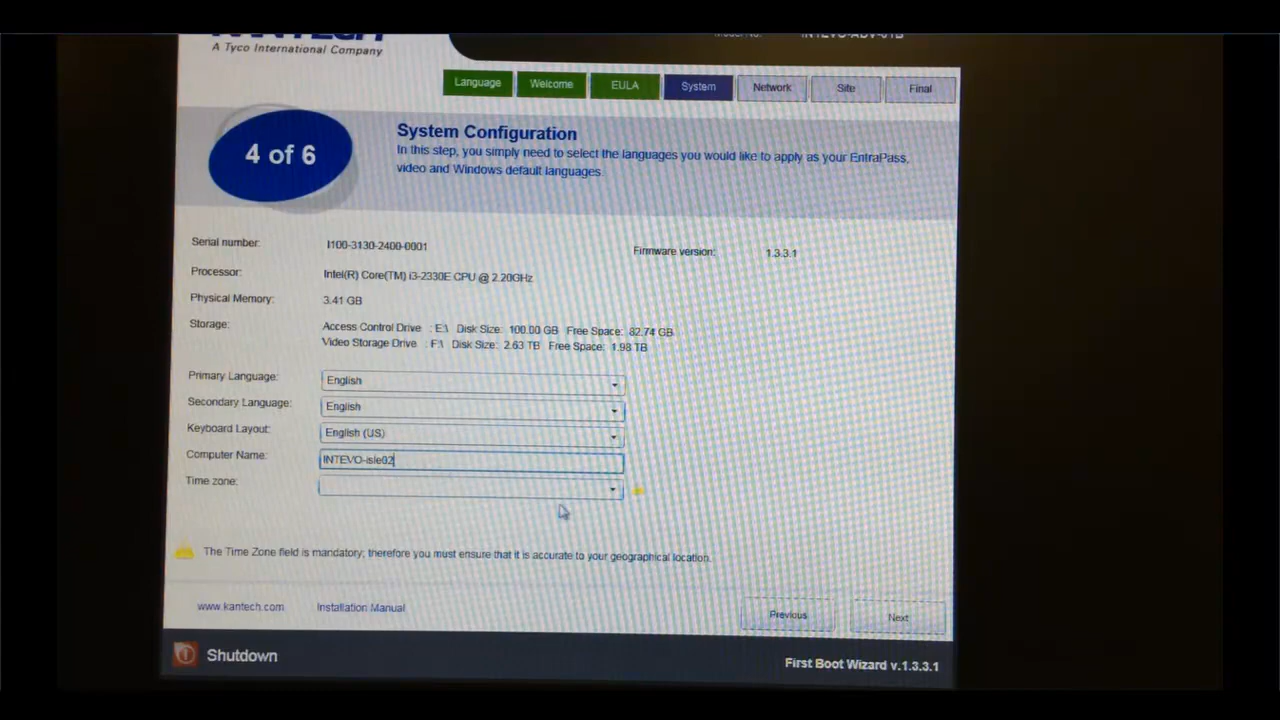 A Tyco International Company
Language Welcome EULA System Network Site Final
4 of 6
System Configuration
In this step, you simply need to select the languages you would like to apply as your EntraPass,
video and Windows default languages.
Serial number: I100-3130-2400-0001 Firmware version: 1.3.3.1
Processor: Intel(R) Core(TM) i3-2330E CPU @ 2.20GHz
Physical Memory: 3.41 GB
Storage: Access Control Drive : E:\ Disk Size: 100.00 GB Free Space: 82.74 GB
Video Storage Drive : F:\ Disk Size: 2.63 TB Free Space: 1.98 TB
Primary Language: English
Secondary Language: English
Keyboard Layout: English (US)
Computer Name: INTEVO-isle02
Time zone:
The Time Zone field is mandatory; therefore you must ensure that it is accurate to your geographical location.
www.kantech.com Installation Manual Previous Next
Shutdown First Boot Wizard v.1.3.3.1